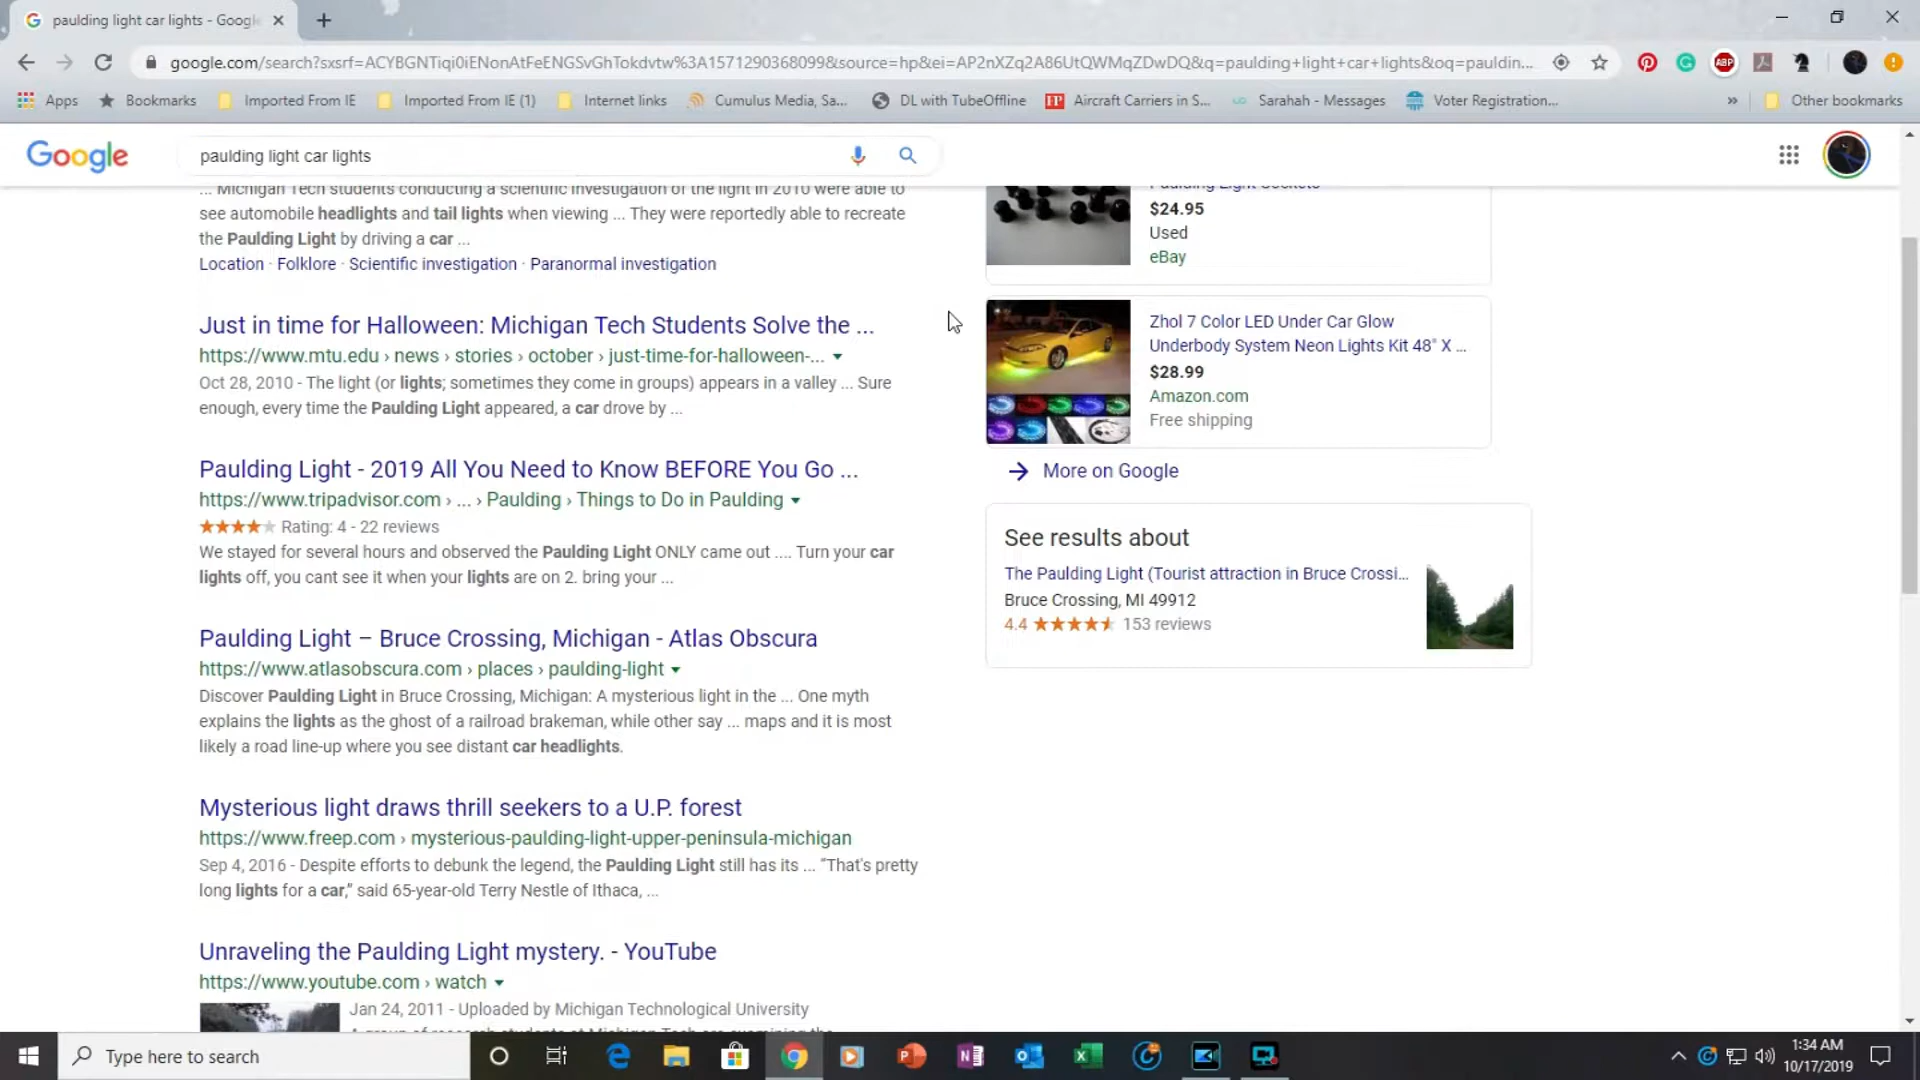 paulding light car lights - Google
google.com/search?sxsrf=ACYBGNTiqi0iENonAtFeENGSvGhTokdvtw%3A1571290368099&source=hp&ei=AP2nXZq2A86UtQWMqZDwDQ&q=paulding+light+car+lights&oq=pauldin...
ABP
Apps
Bookmarks
Imported From IE
Imported From IE (1)
Internet links
Cumulus Media, Sa...
DL with TubeOffline
Aircraft Carriers in S...
Sarahah - Messages
Voter Registration...
»
Other bookmarks
Google
paulding light car lights
... Michigan Tech students conducting a scientific investigation of the light in 2010 were able to
see automobile headlights and tail lights when viewing ... They were reportedly able to recreate
the Paulding Light by driving a car ...
Location · Folklore · Scientific investigation · Paranormal investigation
Just in time for Halloween: Michigan Tech Students Solve the ...
https://www.mtu.edu › news › stories › october › just-time-for-halloween-...
Oct 28, 2010 - The light (or lights; sometimes they come in groups) appears in a valley ... Sure
enough, every time the Paulding Light appeared, a car drove by ...
Paulding Light - 2019 All You Need to Know BEFORE You Go ...
https://www.tripadvisor.com › ... › Paulding › Things to Do in Paulding
Rating: 4 - 22 reviews
We stayed for several hours and observed the Paulding Light ONLY came out .... Turn your car
lights off, you cant see it when your lights are on 2. bring your ...
Paulding Light – Bruce Crossing, Michigan - Atlas Obscura
https://www.atlasobscura.com › places › paulding-light
Discover Paulding Light in Bruce Crossing, Michigan: A mysterious light in the ... One myth
explains the lights as the ghost of a railroad brakeman, while other say ... maps and it is most
likely a road line-up where you see distant car headlights.
Mysterious light draws thrill seekers to a U.P. forest
https://www.freep.com › mysterious-paulding-light-upper-peninsula-michigan
Sep 4, 2016 - Despite efforts to debunk the legend, the Paulding Light still has its ... "That's pretty
long lights for a car," said 65-year-old Terry Nestle of Ithaca, ...
Unraveling the Paulding Light mystery. - YouTube
https://www.youtube.com › watch
Jan 24, 2011 - Uploaded by Michigan Technological University
Paulding Light Sockets
$24.95
Used
eBay
Zhol 7 Color LED Under Car Glow
Underbody System Neon Lights Kit 48" X ...
$28.99
Amazon.com
Free shipping
More on Google
See results about
The Paulding Light (Tourist attraction in Bruce Crossi...
Bruce Crossing, MI 49912
4.4
153 reviews
Type here to search
1:34 AM
10/17/2019